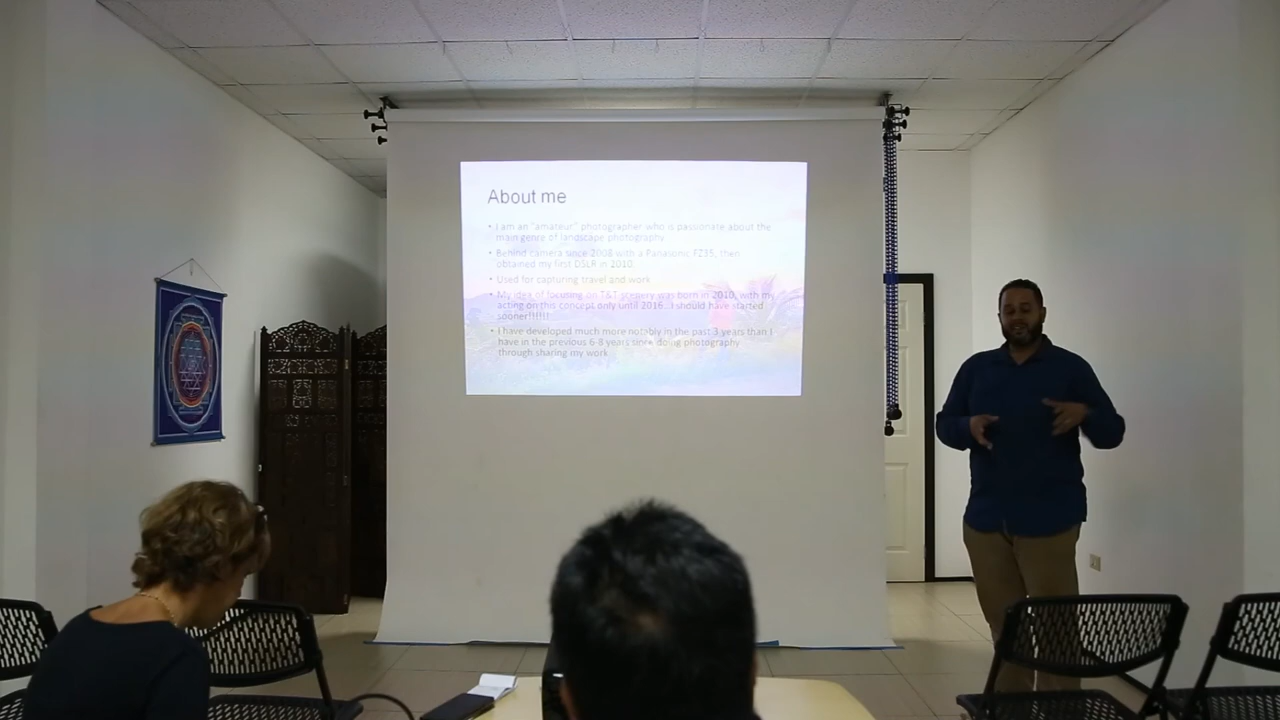 About me
• I am an "amateur" photographer who is passionate about the
main genre of landscape photography
• Behind camera since 2008 with a Panasonic FZ35, then
obtained my first DSLR in 2010
• Used for capturing travel and work
• My idea of focusing on T&T scenery was born in 2010, with my
acting on this concept only until 2016. I should have started
sooner!!!!!!
• I have developed much more notably in the past 3 years than I
have in the previous 6-8 years since doing photography
through sharing my work